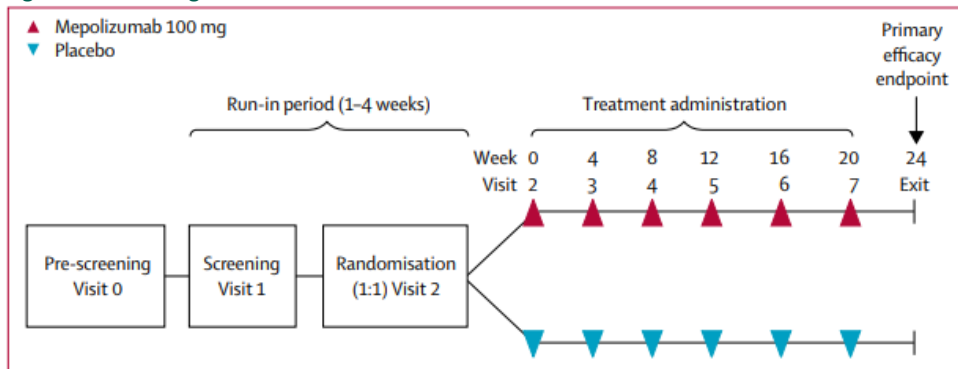 Mepolizumab 100 mg
Placebo
Primary
efficacy
endpoint
Run-in period (1–4 weeks)
Treatment administration
Week 0 4 8 12 16 20 24
Visit 2 3 4 5 6 7 Exit
Pre-screening
Visit 0
Screening
Visit 1
Randomisation
(1:1) Visit 2